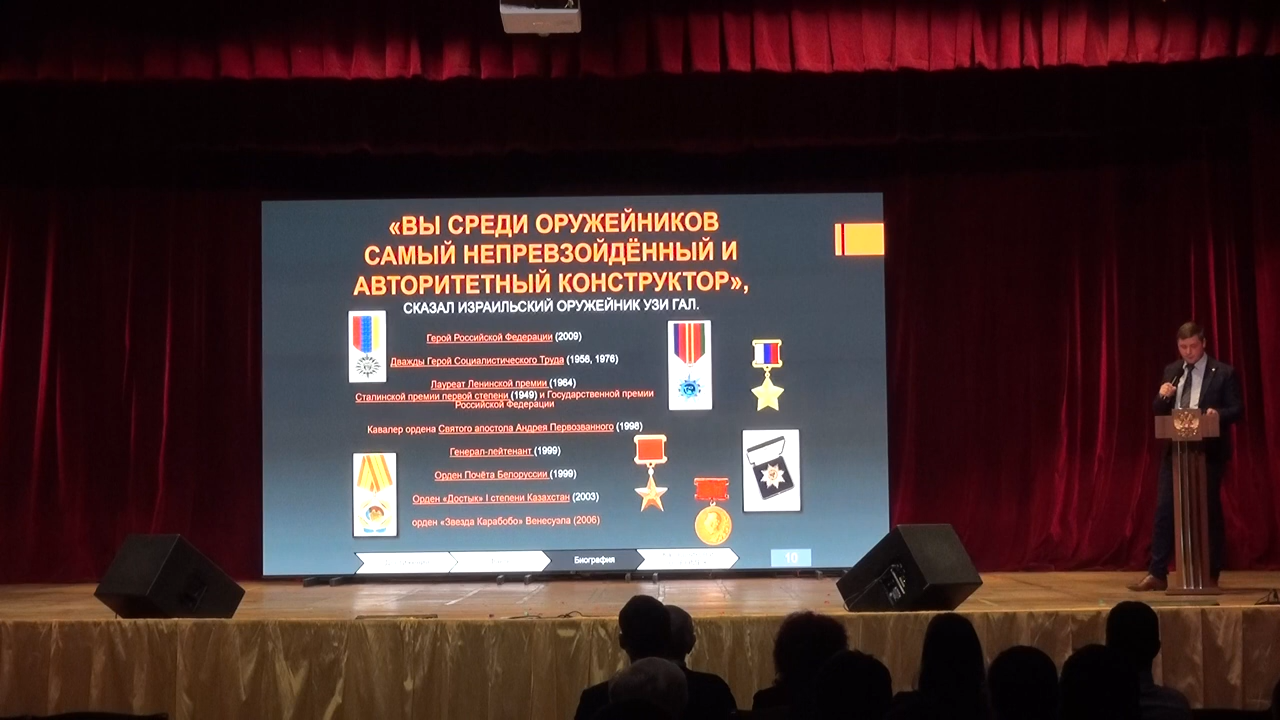 «ВЫ СРЕДИ ОРУЖЕЙНИКОВ
САМЫЙ НЕПРЕВЗОЙДЁННЫЙ И
АВТОРИТЕТНЫЙ КОНСТРУКТОР»,
СКАЗАЛ ИЗРАИЛЬСКИЙ ОРУЖЕЙНИК УЗИ ГАЛ.
Герой Российской Федерации (2009)
Дважды Герой Социалистического Труда (1958, 1976)
Лауреат Ленинской премии (1964)
Сталинской премии первой степени (1949) и Государственной премии
Российской Федерации
Кавалер ордена Святого апостола Андрея Первозванного (1998)
Генерал-лейтенант (1999)
Орден Почёта Белоруссии (1999)
Орден «Достык» I степени Казахстан (2003)
орден «Звезда Карабобо» Венесуэла (2006)
Биография
10